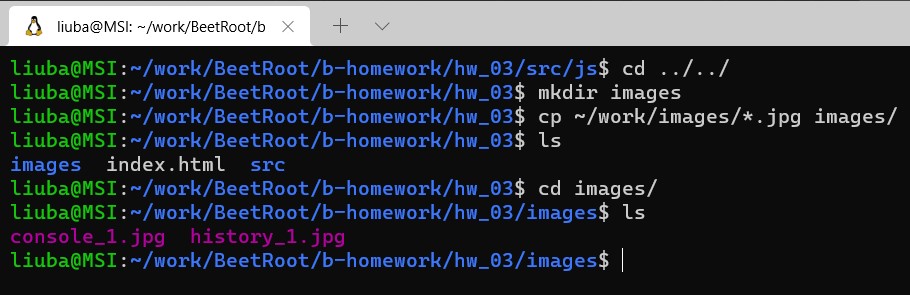 liuba@MSI: ~/work/BeetRoot/b
liuba@MSI:~/work/BeetRoot/b-homework/hw_03/src/js$ cd ../../
liuba@MSI:~/work/BeetRoot/b-homework/hw_03$ mkdir images
liuba@MSI:~/work/BeetRoot/b-homework/hw_03$ cp ~/work/images/*.jpg images/
liuba@MSI:~/work/BeetRoot/b-homework/hw_03$ ls
images  index.html  src
liuba@MSI:~/work/BeetRoot/b-homework/hw_03$ cd images/
liuba@MSI:~/work/BeetRoot/b-homework/hw_03/images$ ls
console_1.jpg  history_1.jpg
liuba@MSI:~/work/BeetRoot/b-homework/hw_03/images$